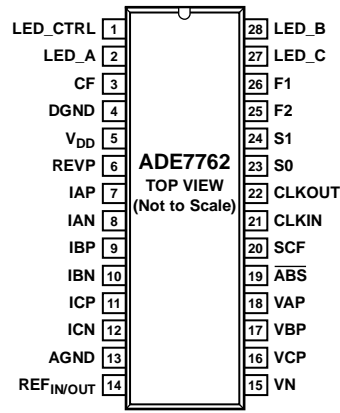 LED_CTRL 1 28 LED_B
LED_A 2 27 LED_C
CF 3 26 F1
DGND 4 25 F2
VDD 5 24 S1
REVP 6 ADE7762 23 S0
IAP 7 TOP VIEW 22 CLKOUT
IAN 8 (Not to Scale) 21 CLKIN
IBP 9 20 SCF
IBN 10 19 ABS
ICP 11 18 VAP
ICN 12 17 VBP
AGND 13 16 VCP
REFIN/OUT 14 15 VN